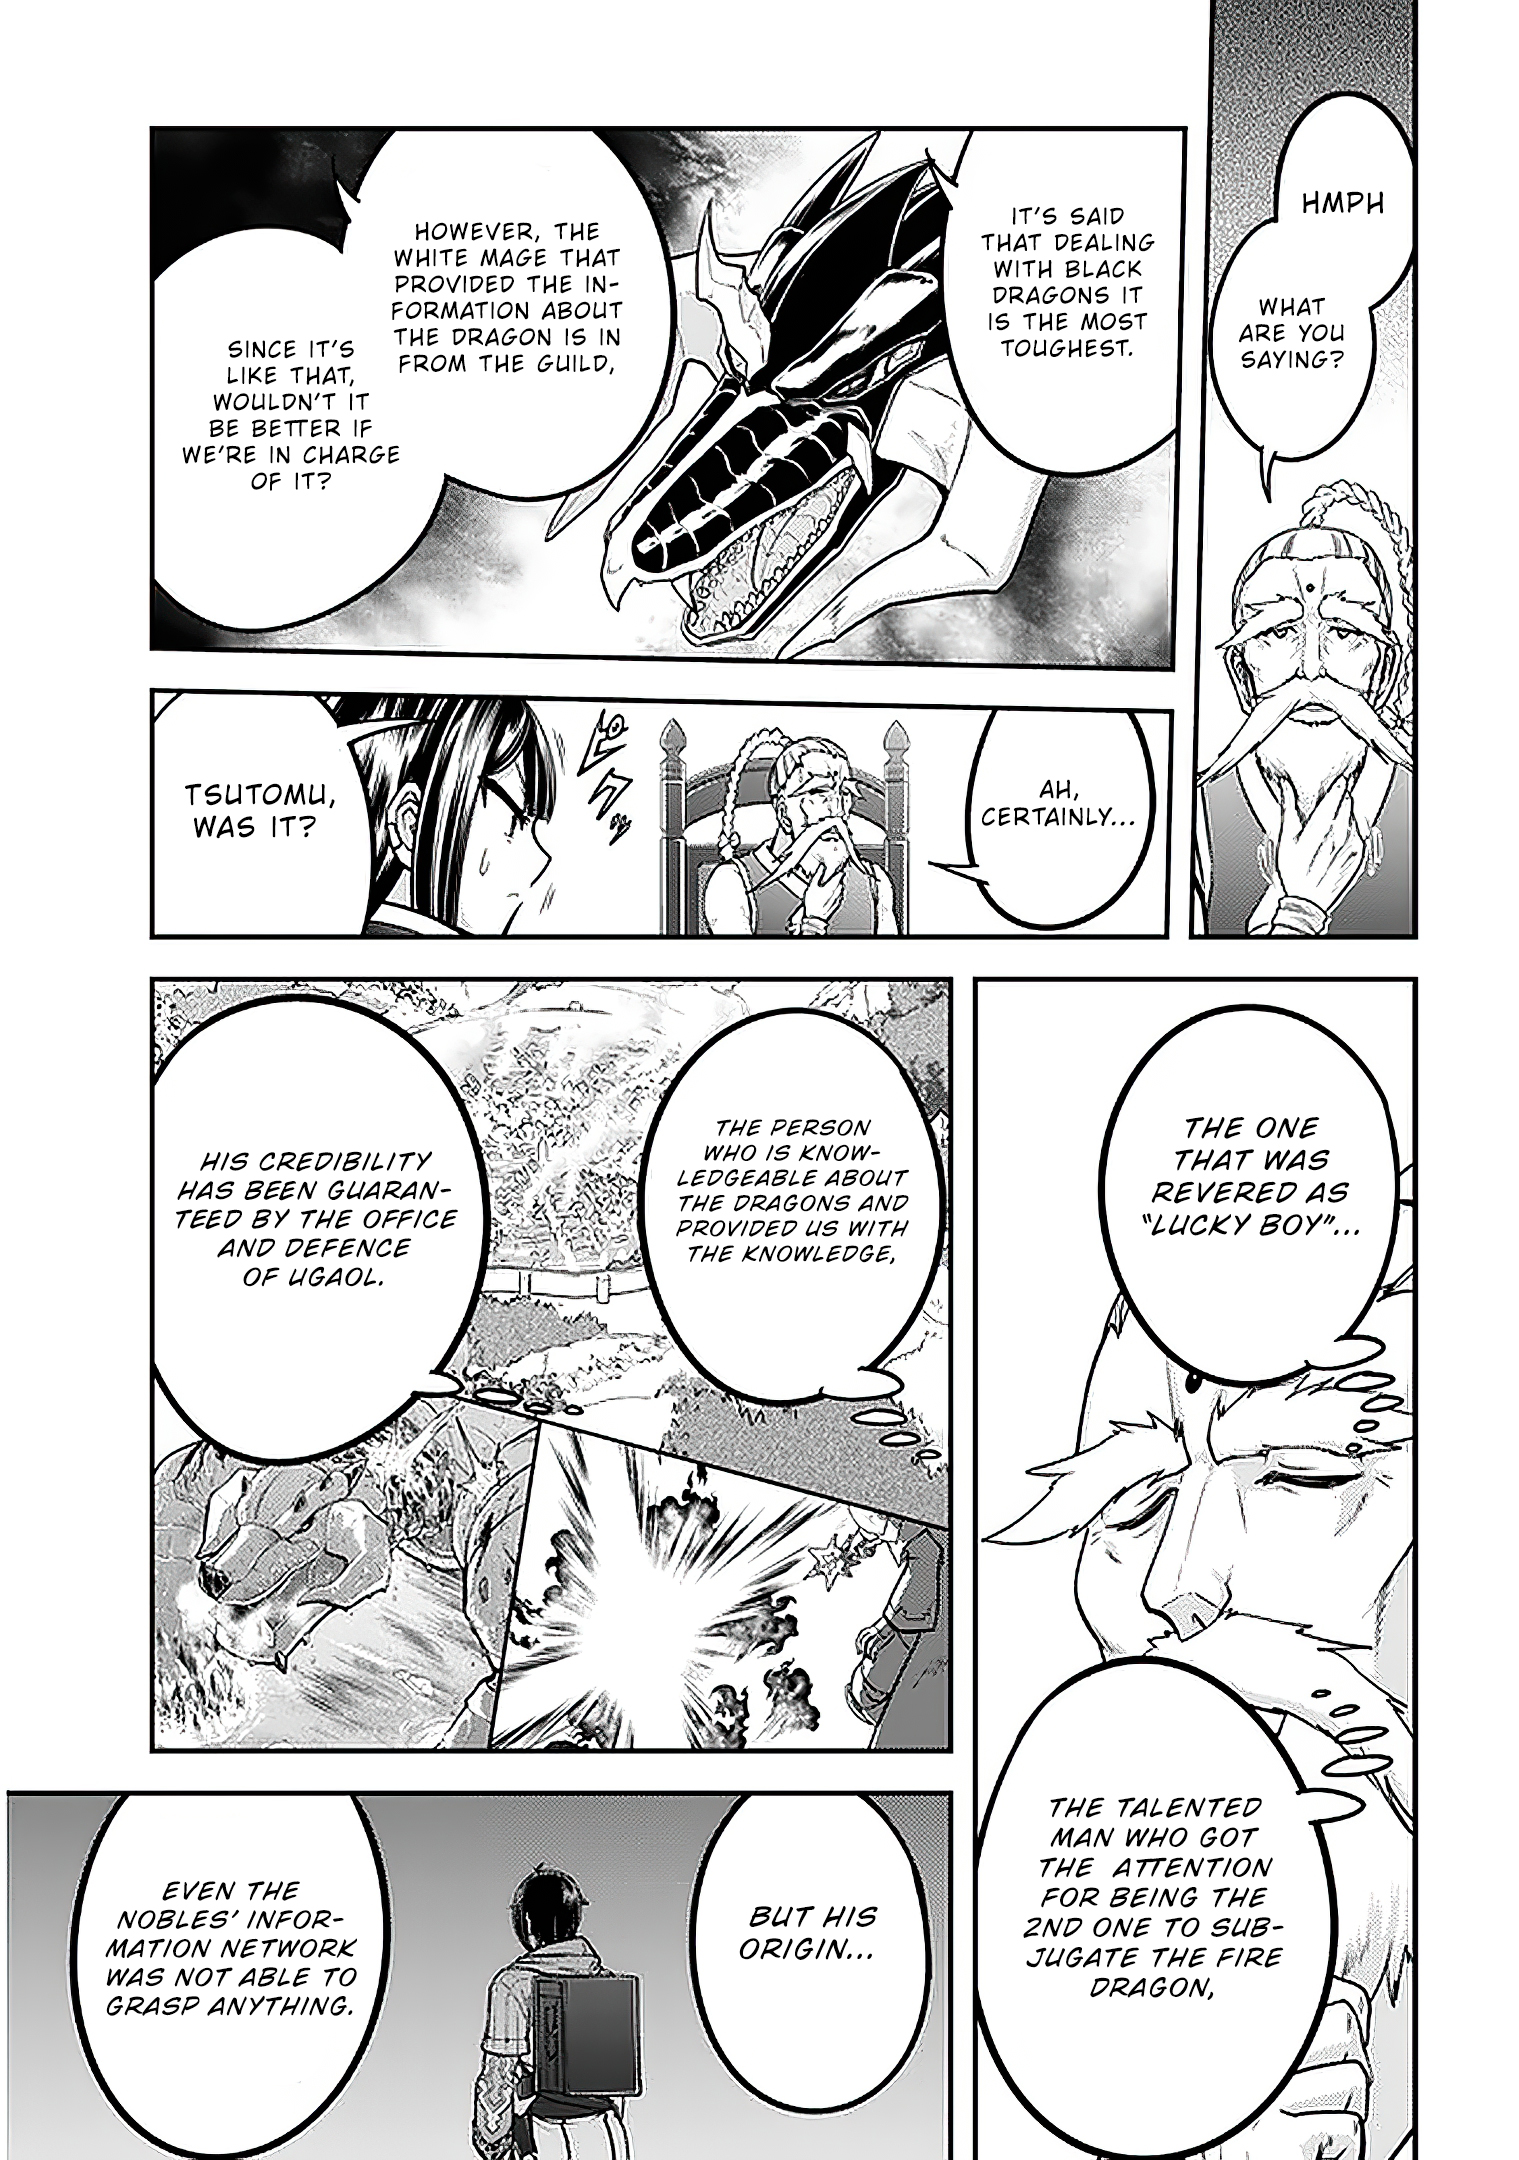 HMPH
WHAT
ARE YOU
SAYING?
IT'S SAID
THAT DEALING
WITH BLACK
DRAGONS IT
IS THE MOST
TOUGHEST.
HOWEVER, THE
WHITE MAGE THAT
PROVIDED THE IN-
FORMATION ABOUT
THE DRAGON IS IN
FROM THE GUILD,
SINCE IT'S
LIKE THAT,
WOULDN'T IT
BE BETTER IF
WE'RE IN CHARGE
OF IT?
AH,
CERTAINLY...
ピクッ
TSUTOMU,
WAS IT?
THE ONE
THAT WAS
REVERED AS
"LUCKY BOY"...
THE TALENTED
MAN WHO GOT
THE ATTENTION
FOR BEING THE
2ND ONE TO SUB-
JUGATE THE FIRE
DRAGON,
THE PERSON
WHO IS KNOW-
LEDGEABLE ABOUT
THE DRAGONS AND
PROVIDED US WITH
THE KNOWLEDGE,
HIS CREDIBILITY
HAS BEEN GUARAN-
TEED BY THE OFFICE
AND DEFENCE
OF UGAOL.
BUT HIS
ORIGIN...
EVEN THE
NOBLES' INFOR-
MATION NETWORK
WAS NOT ABLE TO
GRASP ANYTHING.